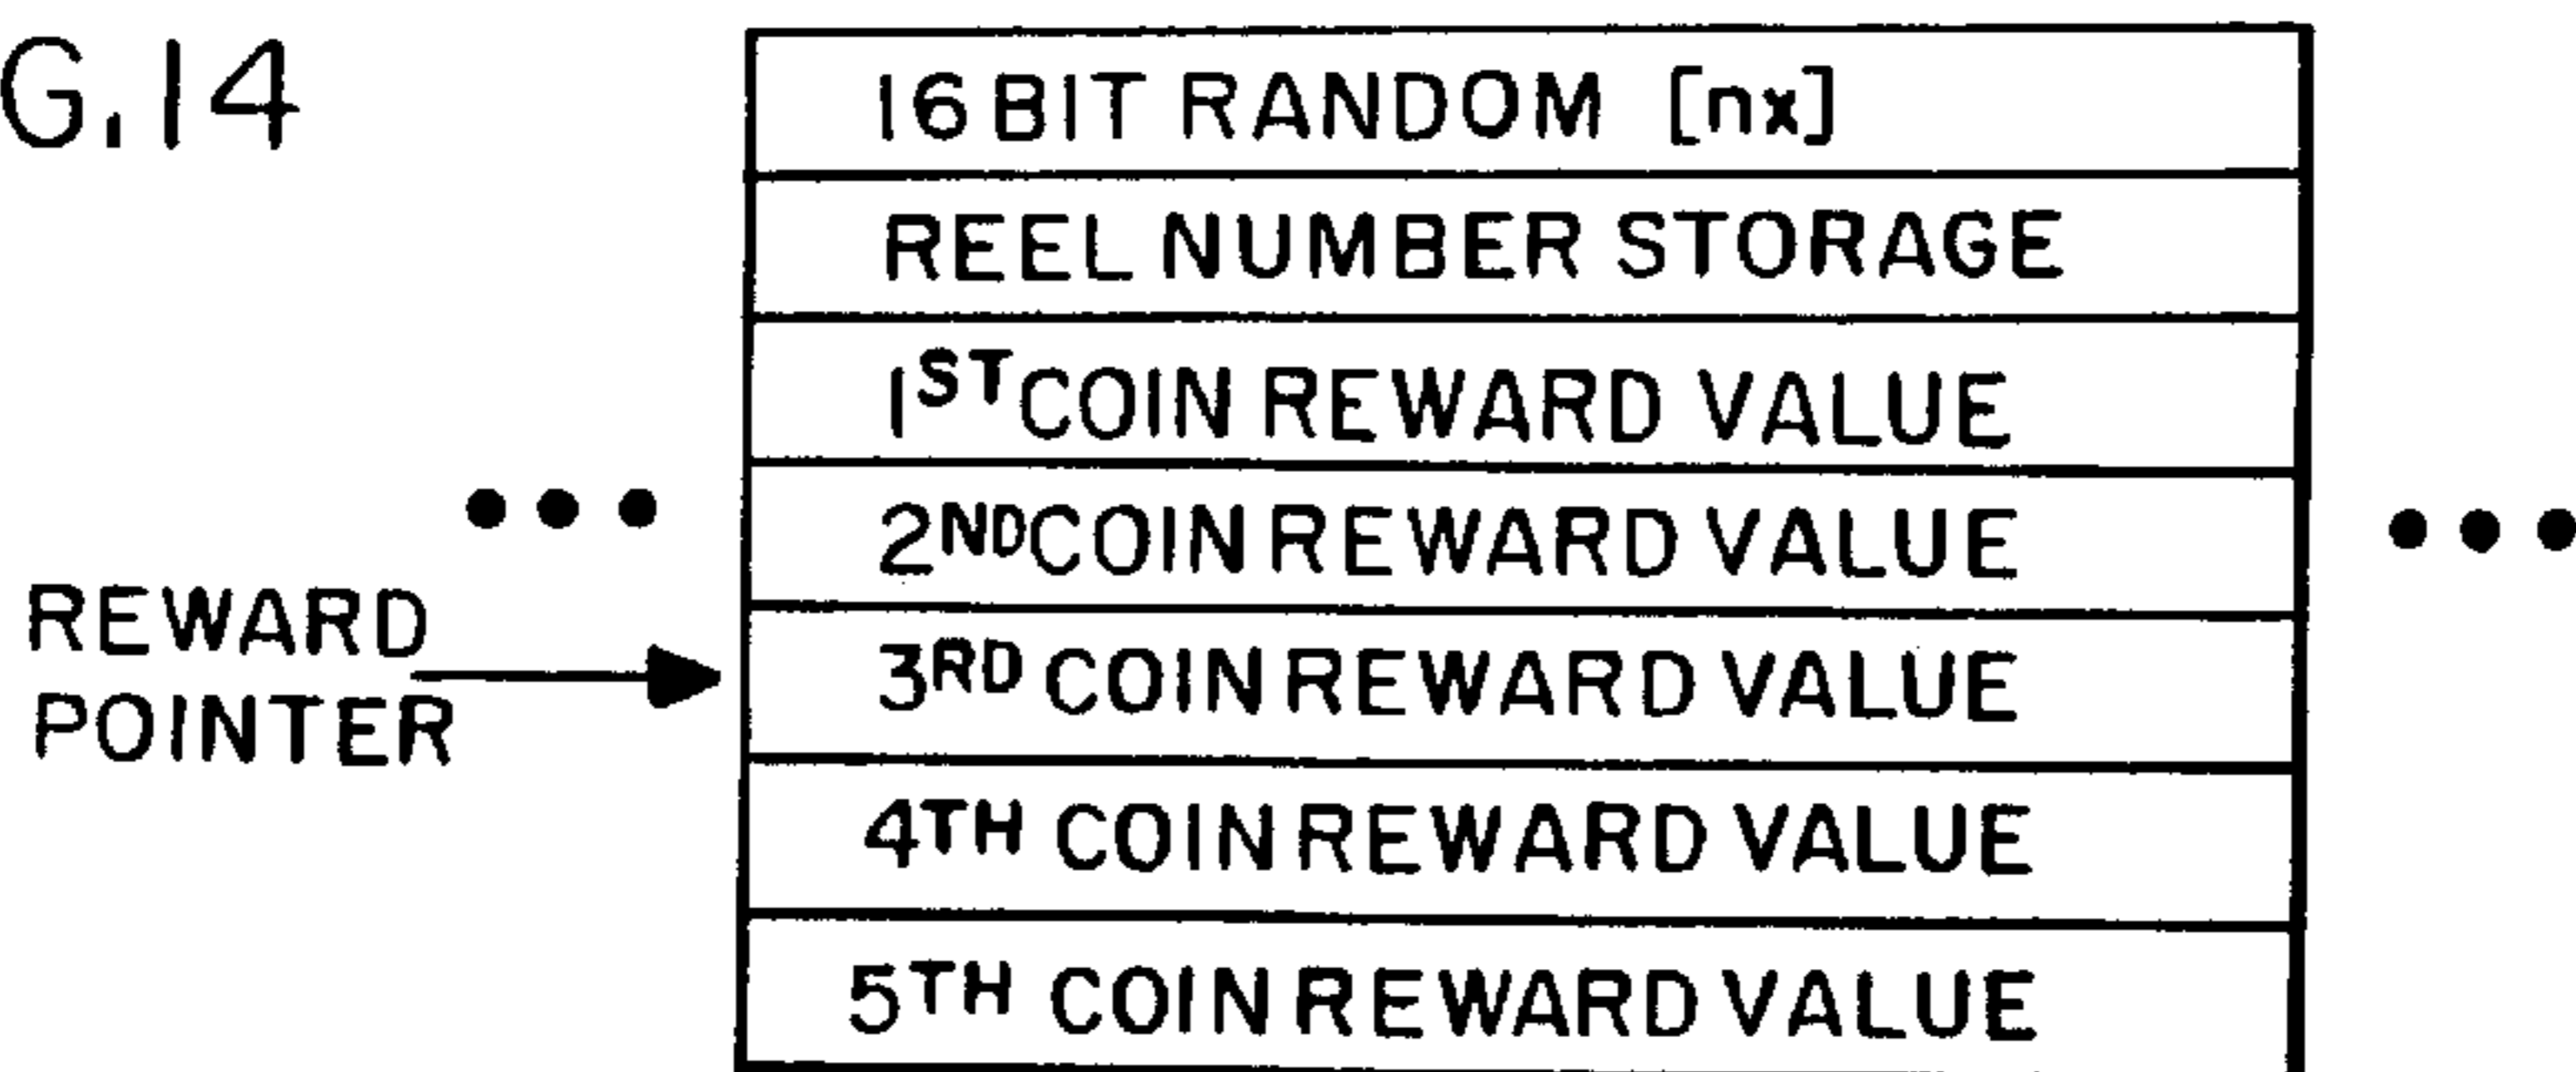 G.14
16 BIT RANDOM [nx]
REEL NUMBER STORAGE
1ST COIN REWARD VALUE
2ND COIN REWARD VALUE
3RD COIN REWARD VALUE
4TH COIN REWARD VALUE
5TH COIN REWARD VALUE
REWARD
POINTER